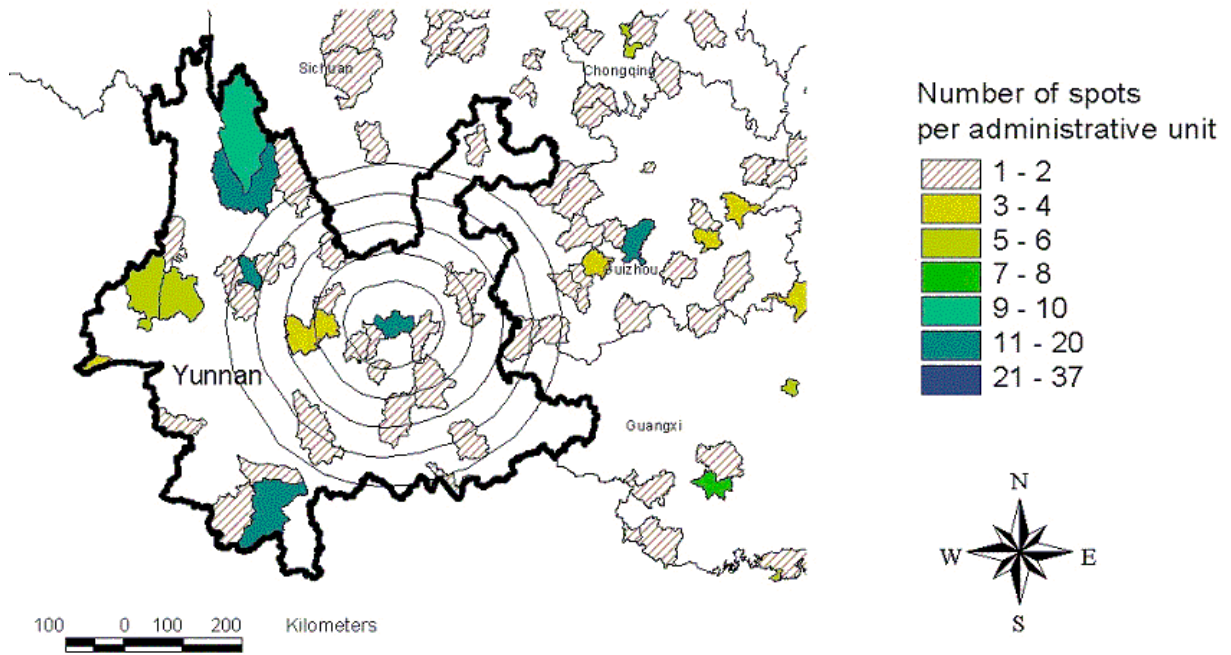 Sichuan
Chongqing
Guizhou
Yunnan
Guangxi
Number of spots
per administrative unit
1 - 2
3 - 4
5 - 6
7 - 8
9 - 10
11 - 20
21 - 37
N
W E
S
100 0 100 200 Kilometers